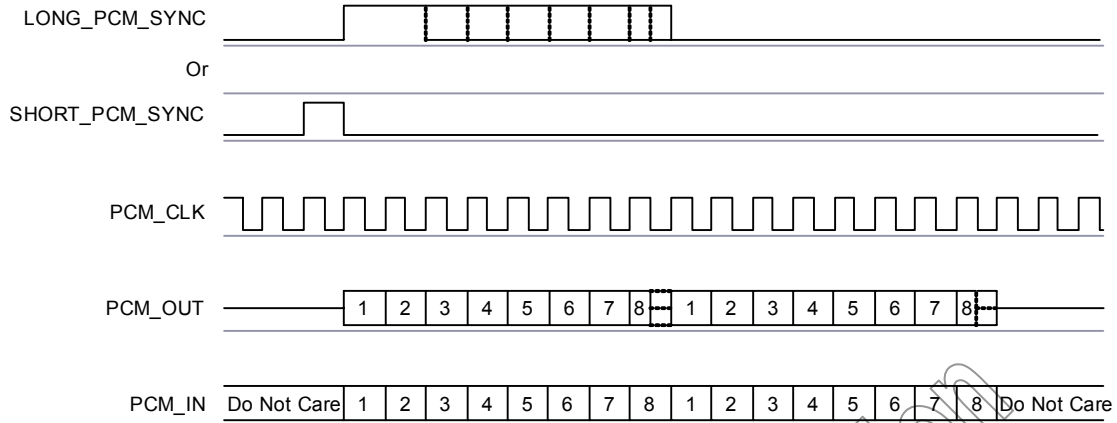 LONG_PCM_SYNC
Or
SHORT_PCM_SYNC
PCM_CLK
PCM_OUT 1 2 3 4 5 6 7 8 1 2 3 4 5 6 7 8
PCM_IN Do Not Care 1 2 3 4 5 6 7 8 1 2 3 4 5 6 7 8 Do Not Care